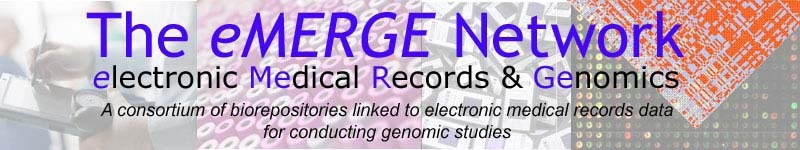 The eMERGE Network
electronic Medical Records & Genomics
A consortium of biorepositories linked to electronic medical records data
for conducting genomic studies